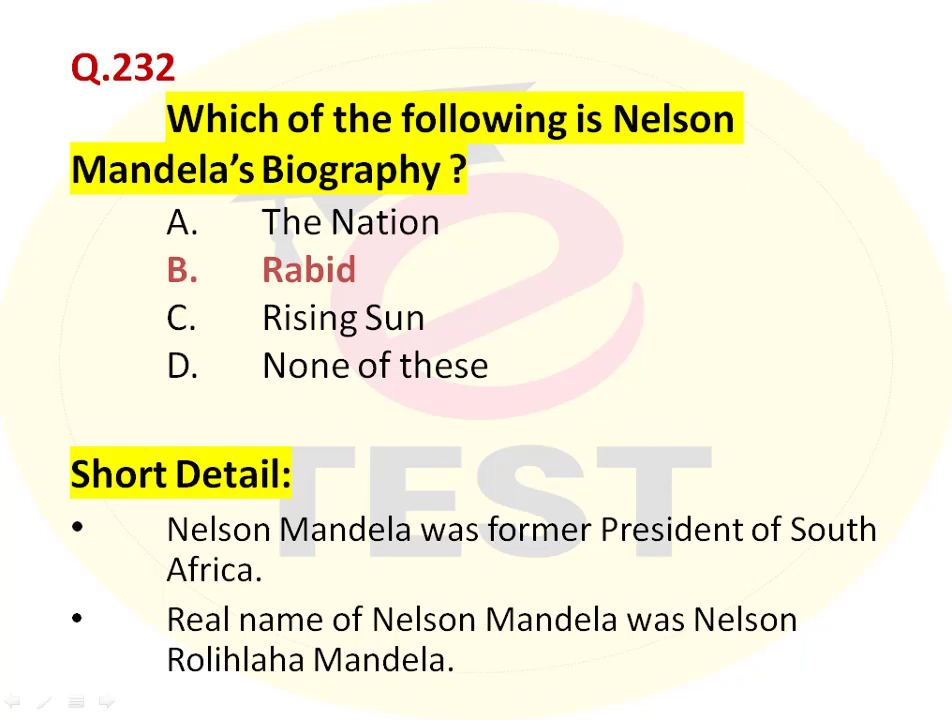 Q.232
Which of the following is Nelson
Mandela’s Biography ?
A. The Nation
B. Rabid
C. Rising Sun
D. None of these
Short Detail:
• Nelson Mandela was former President of South
Africa.
• Real name of Nelson Mandela was Nelson
Rolihlaha Mandela.
e
TEST